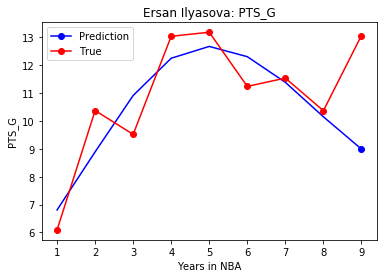 Ersan Ilyasova: PTS_G
Prediction
True
PTS_G
13
12
11
10
9
8
7
6
1 2 3 4 5 6 7 8 9
Years in NBA